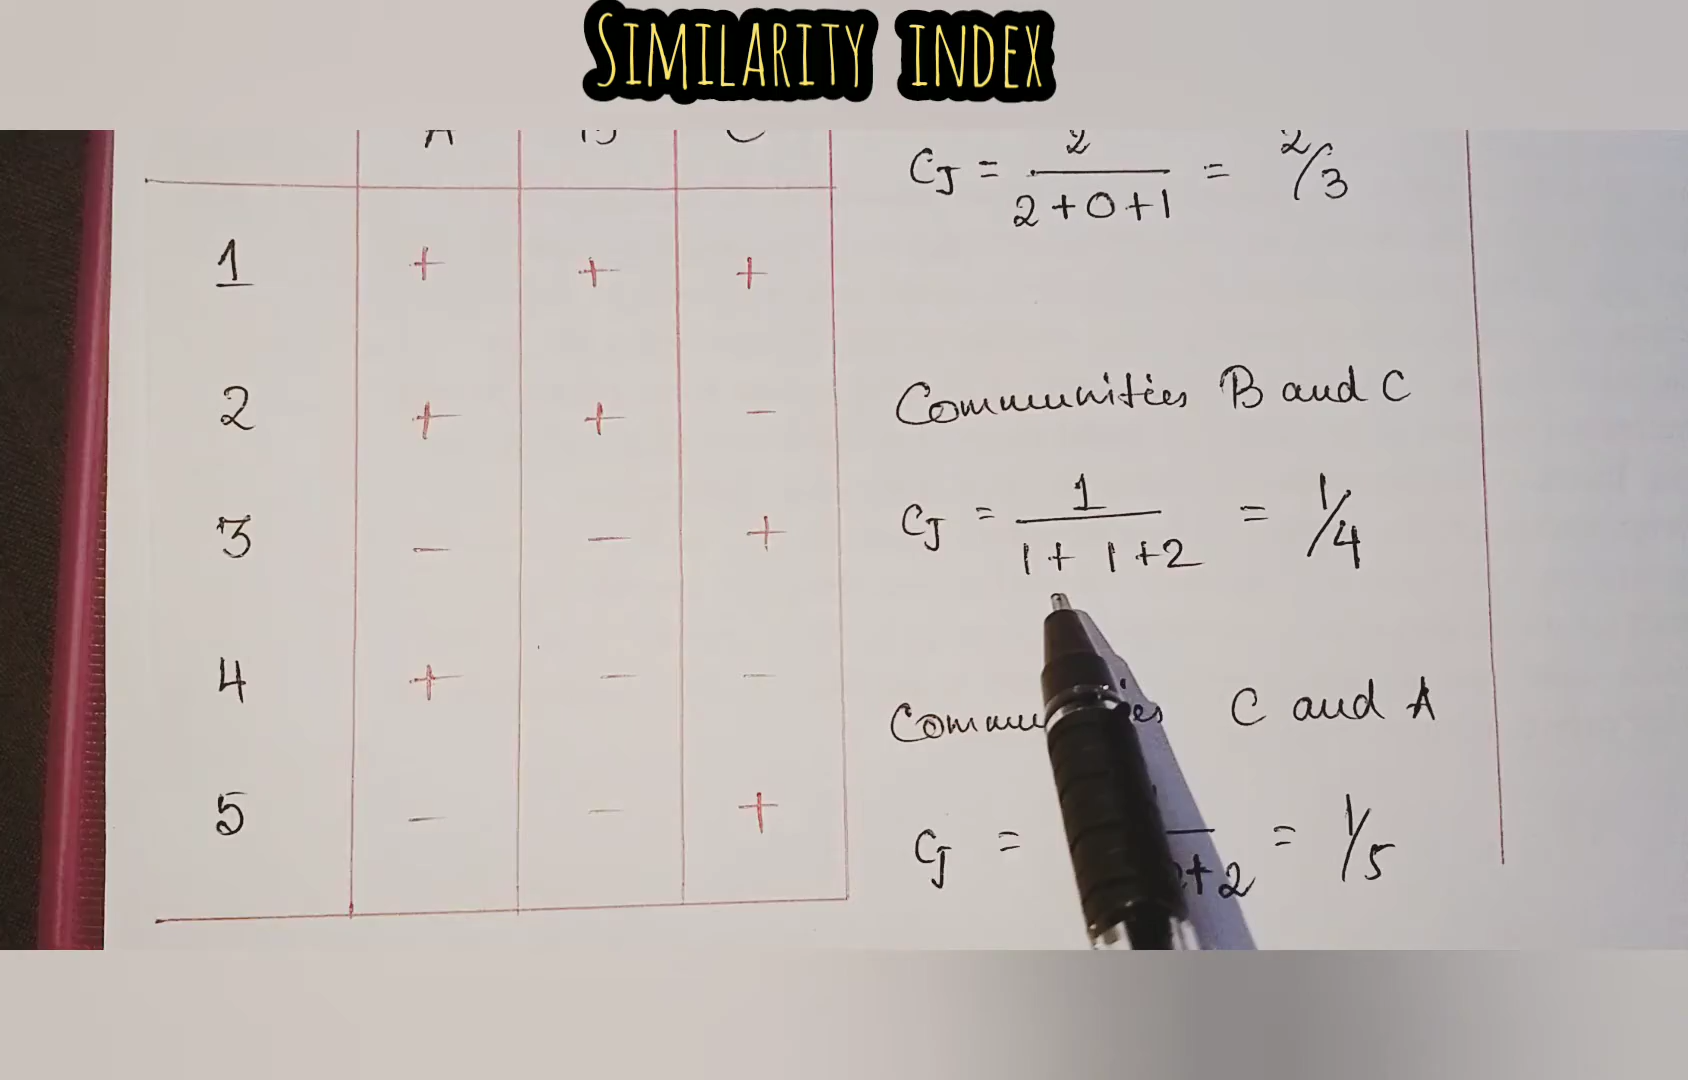 SIMILARITY INDEX
A B C
1 + + +
2 + + -
3 - - +
4 + - -
5 - - +
CJ = 2 / 2+0+1 = 2/3
Communities B and C
CJ = 1 / 1+1+2 = 1/4
C and A
CJ = +2 = 1/5